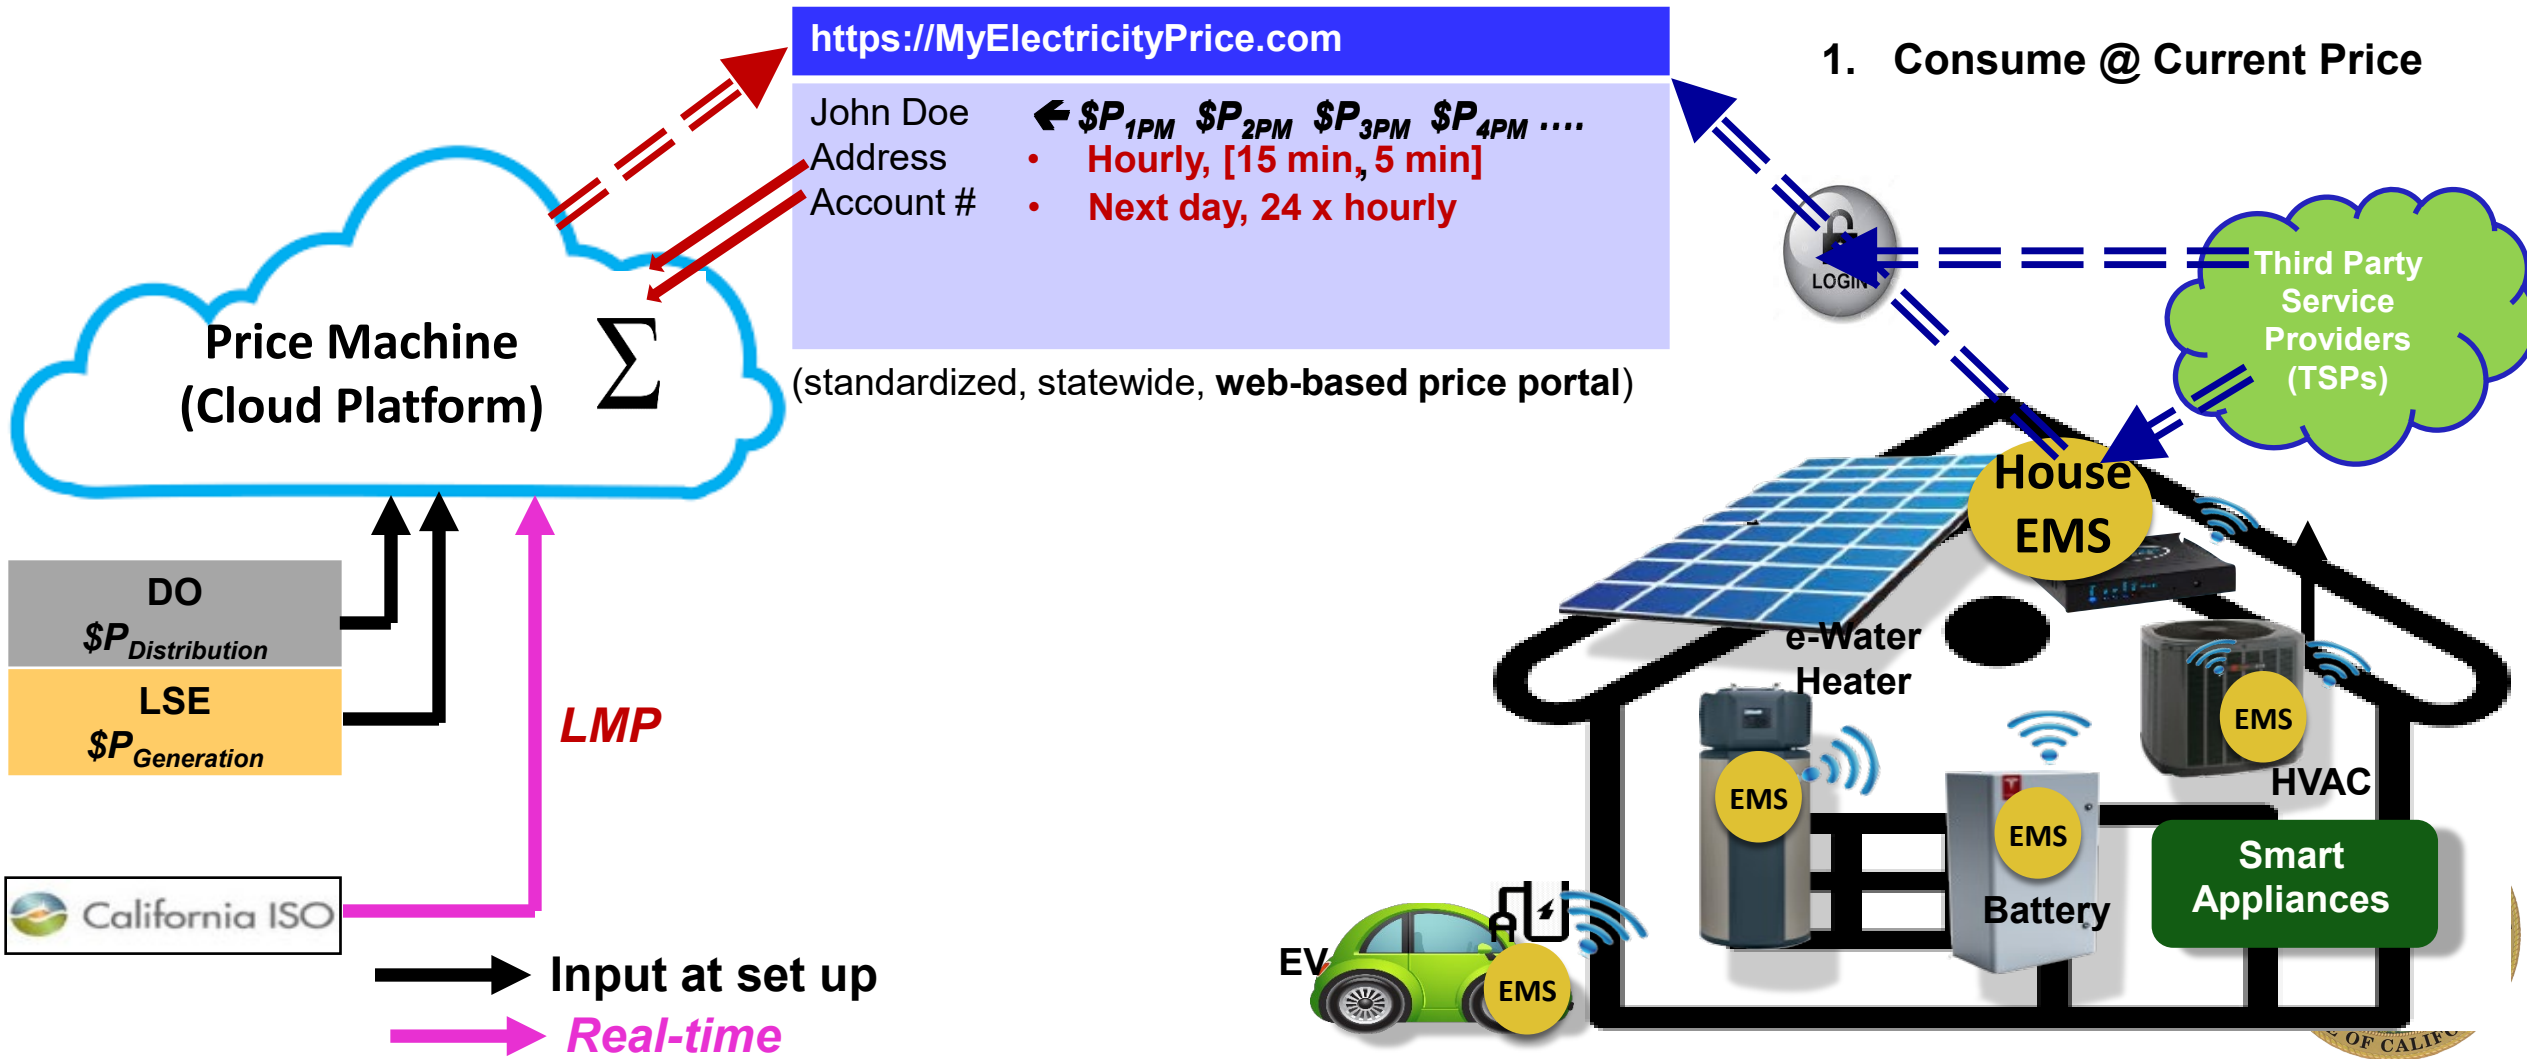 https://MyElectricityPrice.com
1. Consume @ Current Price
John Doe 🡸 $P1PM $P2PM $P3PM $P4PM ....
Address • Hourly, [15 min, 5 min]
Account # • Next day, 24 x hourly
(standardized, statewide, web-based price portal)
LOGIN
Third Party
Service
Providers
(TSPs)
Price Machine
(Cloud Platform)
∑
DO
$PDistribution
LSE
$PGeneration
LMP
California ISO
Input at set up
Real-time
House
EMS
e-Water
Heater
EMS
EMS
HVAC
EMS
Battery
Smart
Appliances
EV
EMS
OF CALIFO